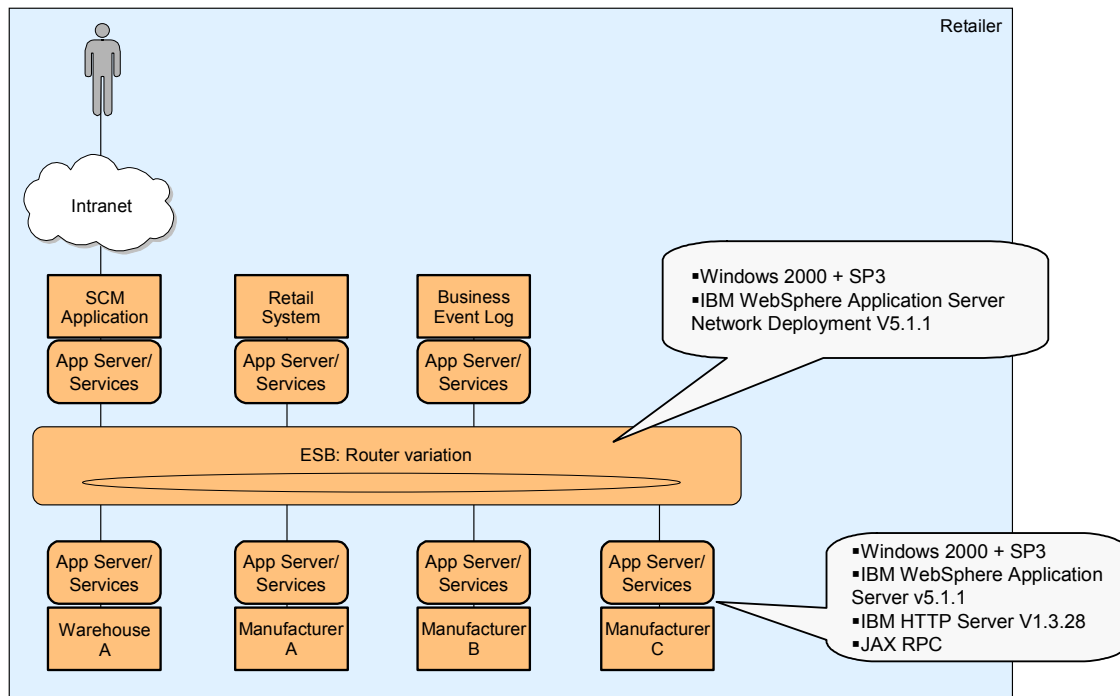 Retailer
Intranet
SCM
Application
Retail
System
Business
Event Log
▪Windows 2000 + SP3
▪IBM WebSphere Application Server
Network Deployment V5.1.1
App Server/
Services
App Server/
Services
App Server/
Services
ESB: Router variation
App Server/
Services
App Server/
Services
App Server/
Services
App Server/
Services
▪Windows 2000 + SP3
▪IBM WebSphere Application
Server v5.1.1
▪IBM HTTP Server V1.3.28
▪JAX RPC
Warehouse
A
Manufacturer
A
Manufacturer
B
Manufacturer
C